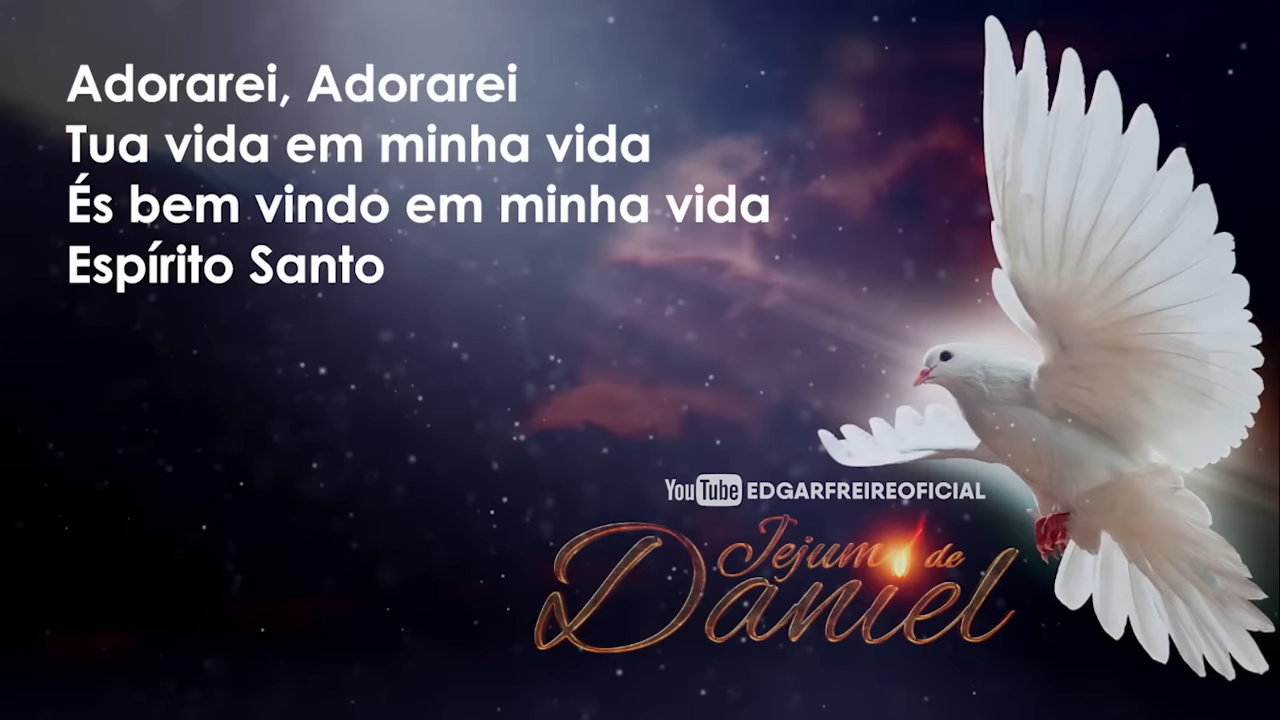 Adorarei, Adorarei
Tua vida em minha vida
És bem vindo em minha vida
Espírito Santo
YouTube EDGARFREIREOFICIAL
Jejum de
Daniel